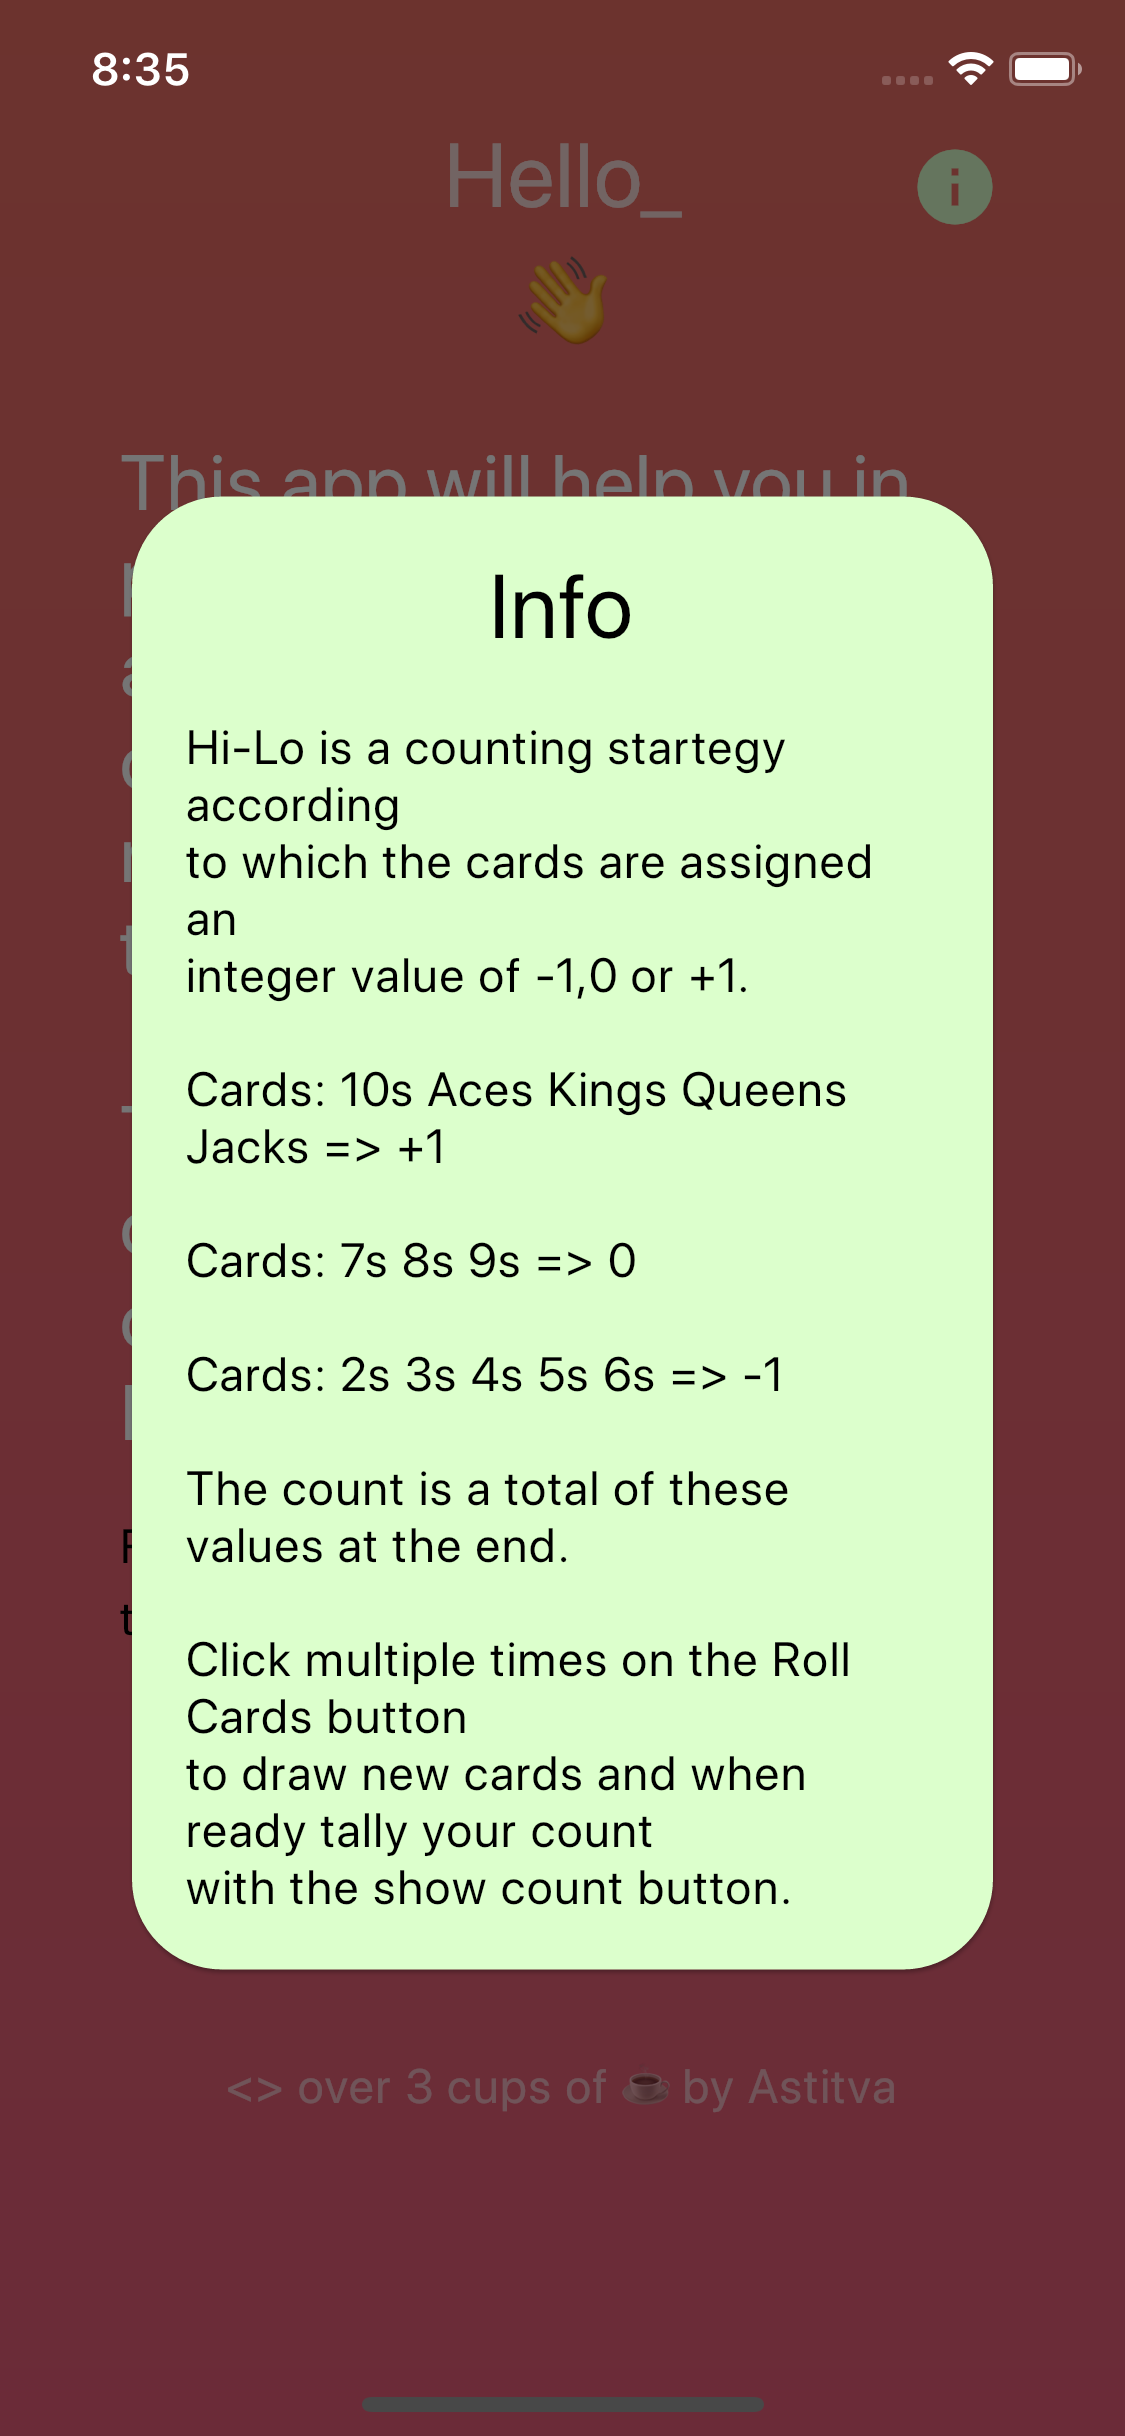 8:35
Hello_
This app will help you in
Info
Hi-Lo is a counting startegy
according
to which the cards are assigned
an
integer value of -1,0 or +1.
Cards: 10s Aces Kings Queens
Jacks => +1
Cards: 7s 8s 9s => 0
Cards: 2s 3s 4s 5s 6s => -1
The count is a total of these
values at the end.
Click multiple times on the Roll
Cards button
to draw new cards and when
ready tally your count
with the show count button.
<> over 3 cups of ☕ by Astitva